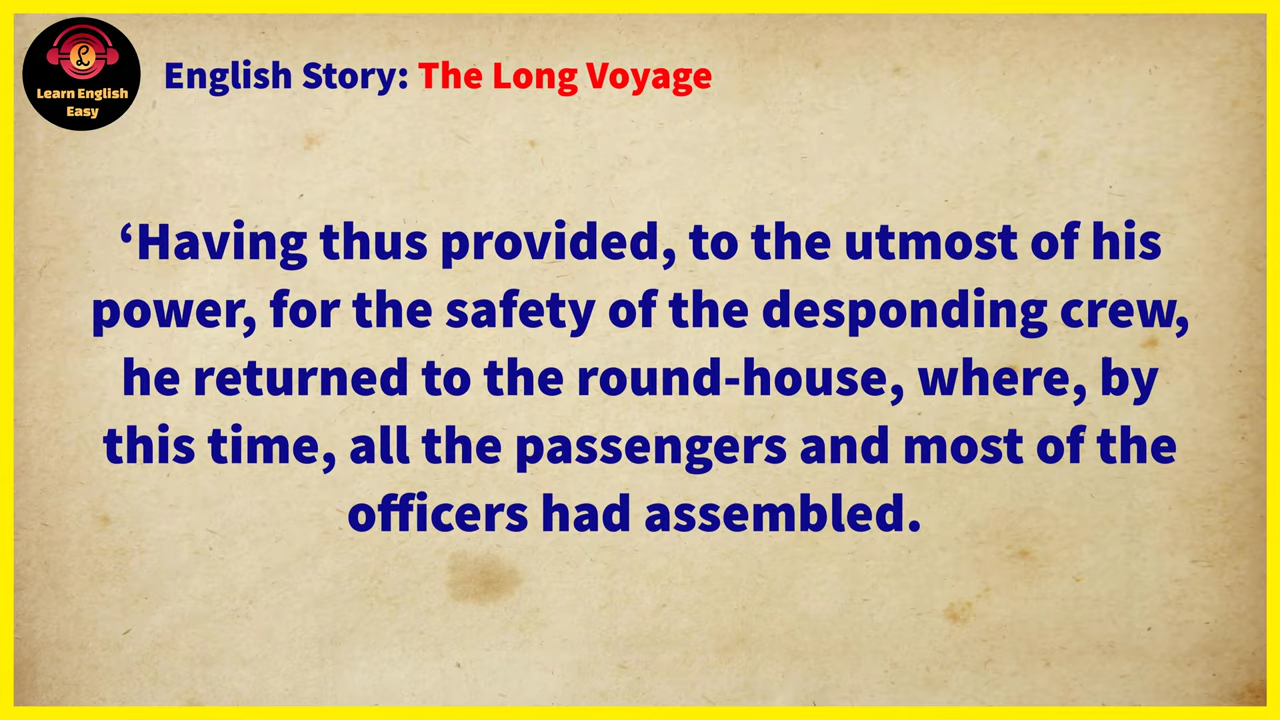 Learn English
Easy
English Story: The Long Voyage
‘Having thus provided, to the utmost of his
power, for the safety of the desponding crew,
he returned to the round-house, where, by
this time, all the passengers and most of the
officers had assembled.